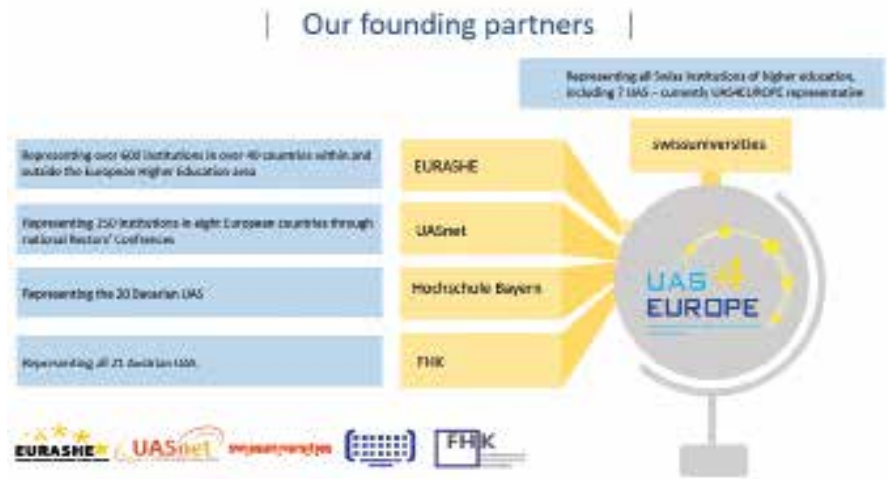 Our founding partners
Representing all Swiss institutions of higher education,
including 7 UAS – currently UAS4EUROPE representative
swissuniversities
Representing over 600 institutions in over 40 countries within and
outside the European Higher Education area
EURASHE
Representing 250 institutions in eight European countries through
national Rectors'
UASnet
Representing the 20 Bavarian UAS
Hochschule Bayern
Representing all 21 Austrian UAS.
FHK
UAS 4
EUROPE
EURASHE
UASnet
swissuniversities
FHK